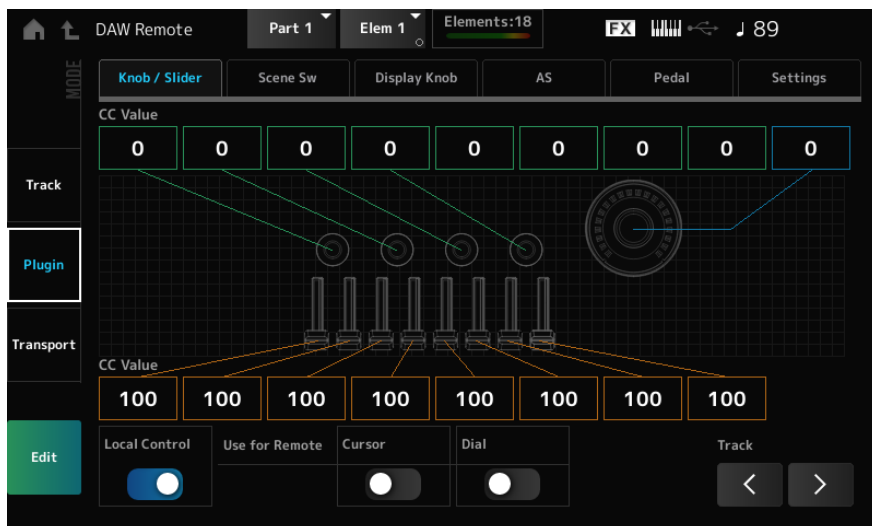 DAW Remote Part 1 Elem 1 Elements:18 FX 89
MODE
Knob / Slider Scene Sw Display Knob AS Pedal Settings
CC Value
0 0 0 0 0 0 0 0 0
Track
Plugin
Transport
CC Value
100 100 100 100 100 100 100 100
Edit
Local Control Use for Remote Cursor Dial Track